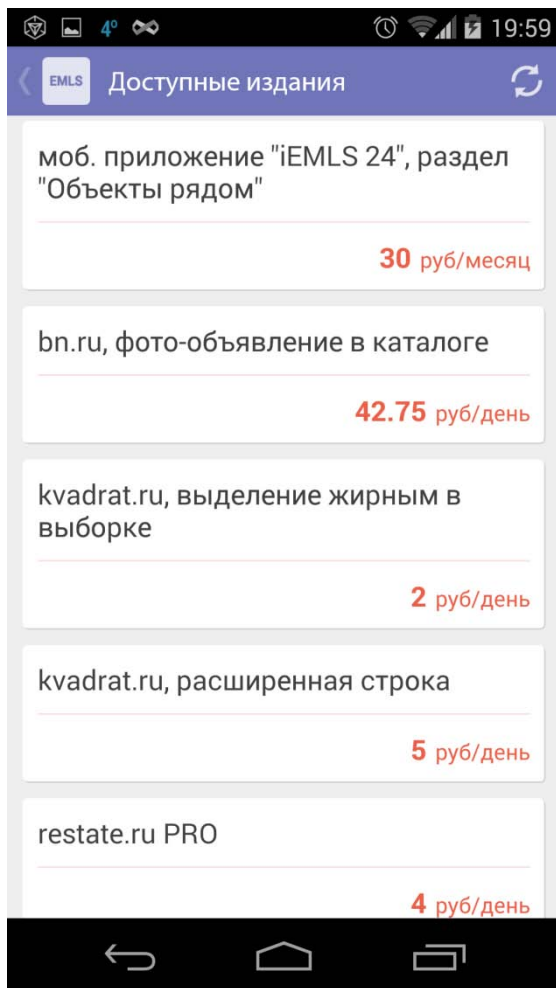 4° 19:59
EMLS Доступные издания
моб. приложение "iEMLS 24", раздел
"Объекты рядом"
30 руб/месяц
bn.ru, фото-объявление в каталоге
42.75 руб/день
kvadrat.ru, выделение жирным в
выборке
2 руб/день
kvadrat.ru, расширенная строка
5 руб/день
restate.ru PRO
4 руб/день